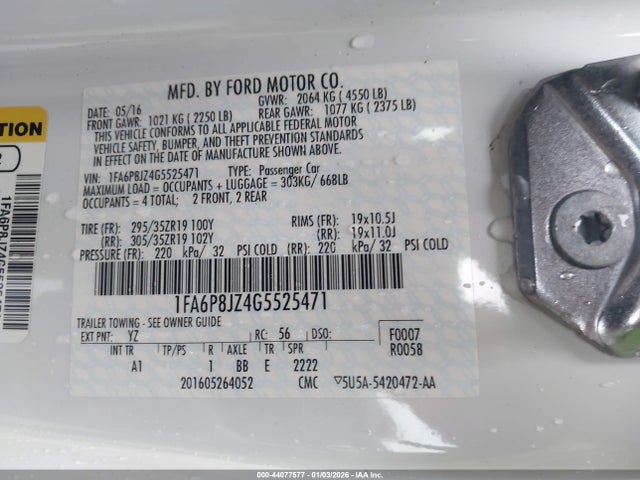 MFD. BY FORD MOTOR CO.
DATE: 05/16 GVWR: 2064 KG ( 4550 LB)
FRONT GAWR: 1021 KG ( 2250 LB) REAR GAWR: 1077 KG ( 2375 LB)
THIS VEHICLE CONFORMS TO ALL APPLICABLE FEDERAL MOTOR
VEHICLE SAFETY, BUMPER, AND THEFT PREVENTION STANDARDS
IN EFFECT ON THE DATE OF MANUFACTURE SHOWN ABOVE.
VIN: 1FA6P8JZ4G5525471 TYPE: Passenger Car
MAXIMUM LOAD = OCCUPANTS + LUGGAGE = 303KG/ 668LB
OCCUPANTS = 4 TOTAL; 2 FRONT, 2 REAR
TIRE (FR): 295/35ZR19 100Y RIMS (FR): 19x10.5J
(RR): 305/35ZR19 102Y (RR): 19x11.0J
PRESSURE (FR): 220 kPa/ 32 PSI COLD (RR): 220 kPa/ 32 PSI COLD
1FA6P8JZ4G5525471
TRAILER TOWING - SEE OWNER GUIDE
EXT PNT: YZ RC: 56 DSO: F0007
R0058
INT TR TP/PS R AXLE TR SPR
A1 1 BB E 2222
201605264052 CMC ▽5U5A-5420472-AA
TION
2
000-44077577 - 01/03/2026 - IAAI.COM